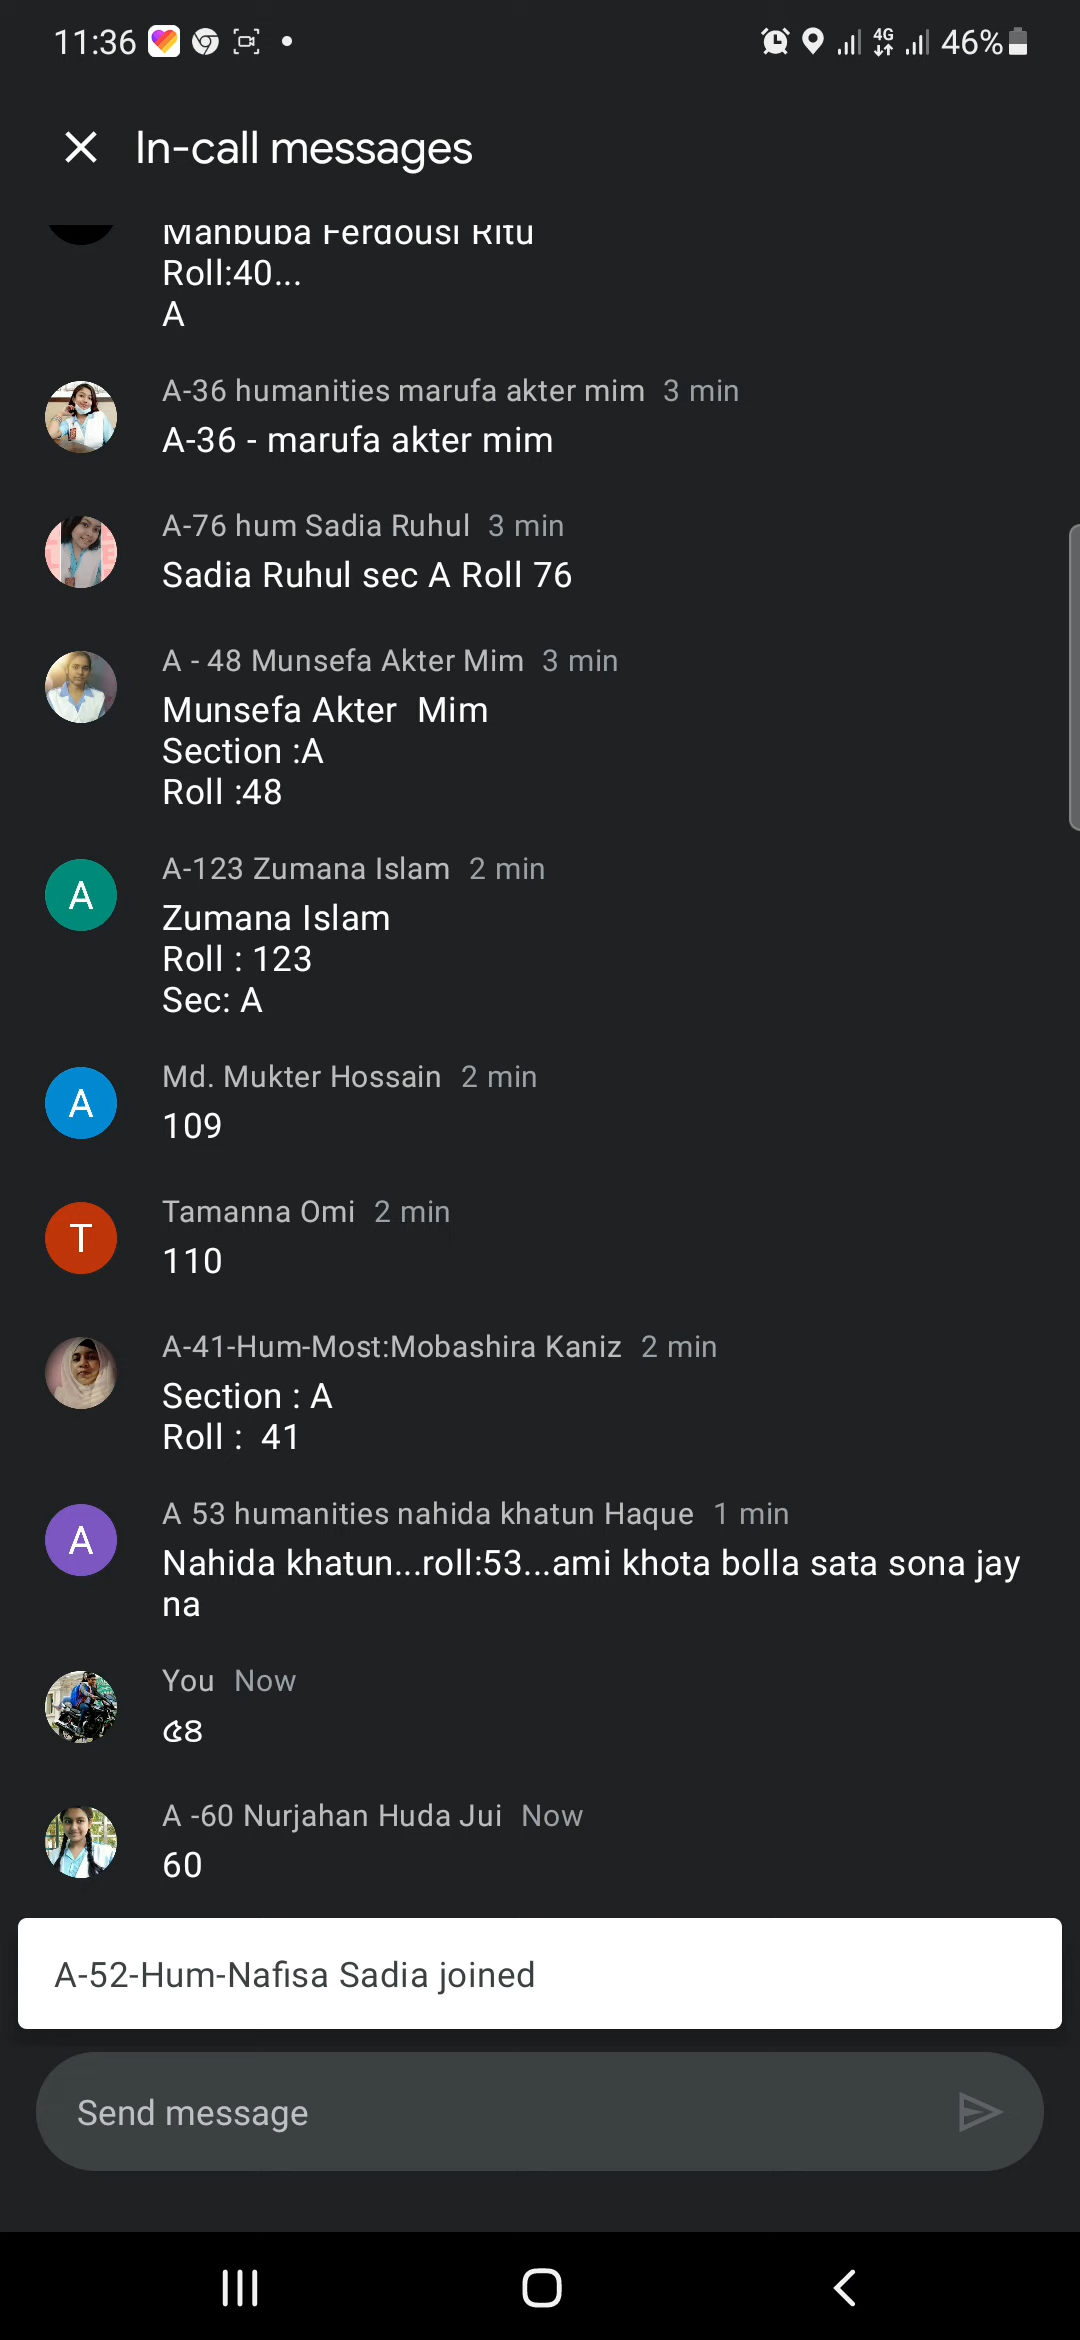 11:36
4G 46%
In-call messages
Mahbuba Ferdousi Ritu
Roll:40...
A
A-36 humanities marufa akter mim 3 min
A-36 - marufa akter mim
A-76 hum Sadia Ruhul 3 min
Sadia Ruhul sec A Roll 76
A - 48 Munsefa Akter Mim 3 min
Munsefa Akter  Mim
Section :A
Roll :48
A
A-123 Zumana Islam 2 min
Zumana Islam
Roll : 123
Sec: A
A
Md. Mukter Hossain 2 min
109
T
Tamanna Omi 2 min
110
A-41-Hum-Most:Mobashira Kaniz 2 min
Section : A
Roll :  41
A
A 53 humanities nahida khatun Haque 1 min
Nahida khatun...roll:53...ami khota bolla sata sona jay
na
You Now
৫৪
A -60 Nurjahan Huda Jui Now
60
A-52-Hum-Nafisa Sadia joined
Send message